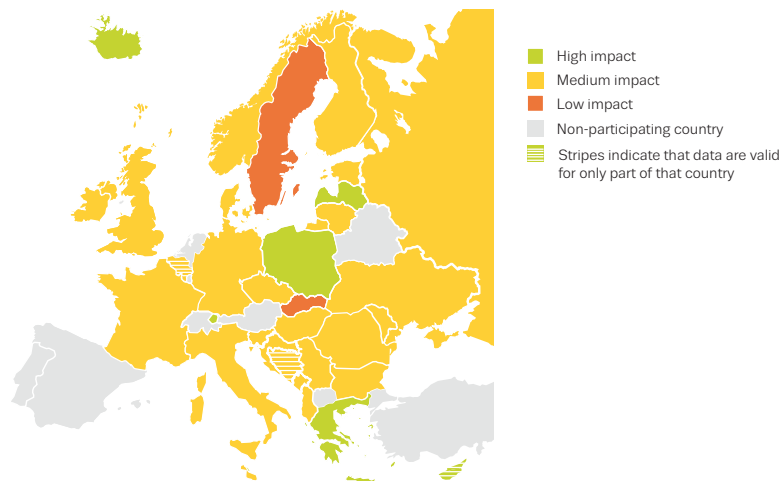 High impact
Medium impact
Low impact
Non-participating country
Stripes indicate that data are valid
for only part of that country